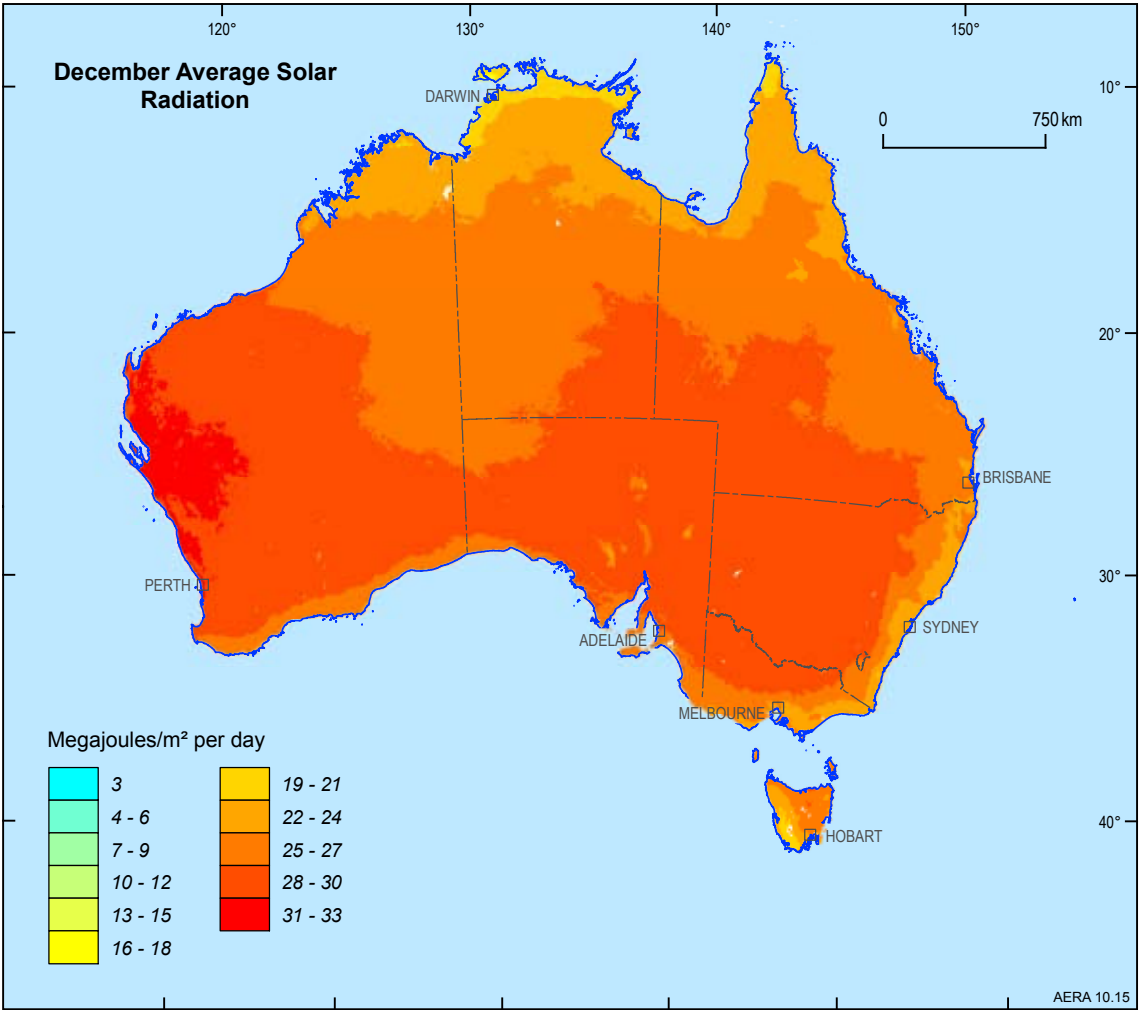 120°
130°
140°
150°
December Average Solar
Radiation
DARWIN
10°
0
750 km
20°
BRISBANE
30°
PERTH
SYDNEY
ADELAIDE
MELBOURNE
Megajoules/m² per day
3
19 - 21
4 - 6
22 - 24
40°
HOBART
7 - 9
25 - 27
10 - 12
28 - 30
13 - 15
31 - 33
16 - 18
AERA 10.15